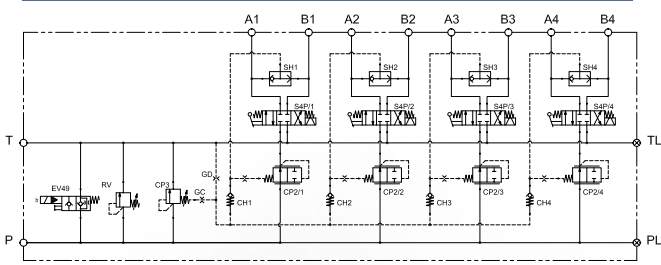 A1 B1 A2 B2 A3 B3 A4 B4
SH1 SH2 SH3 SH4
S4P/1 S4P/2 S4P/3 S4P/4
T TL
GD
EV49 RV CP3 GC
CP2/1 CP2/2 CP2/3 CP2/4
CH1 CH2 CH3 CH4
P PL